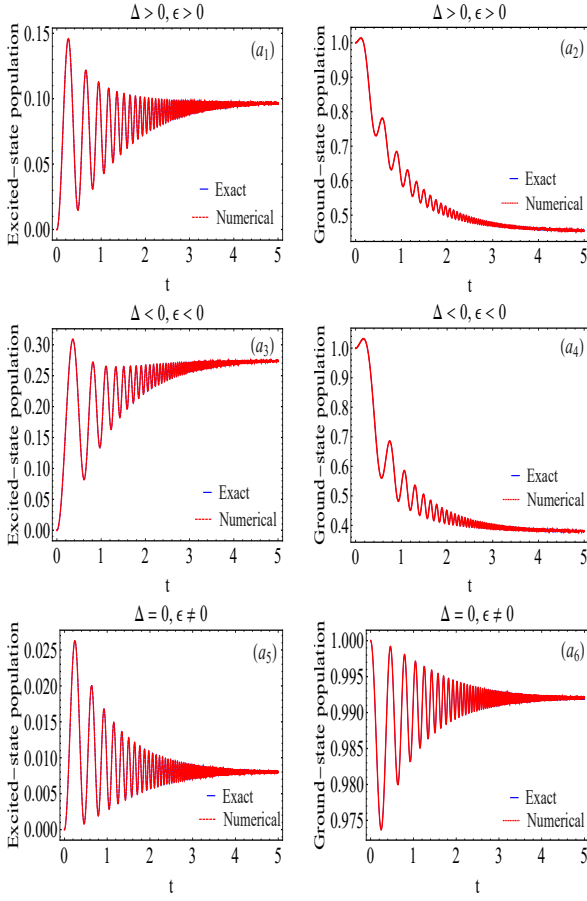 Δ > 0, ϵ > 0
(a1)
Excited−state population
0.15
0.10
0.05
0.00
Exact
Numerical
0 1 2 3 4 5
t
Δ > 0, ϵ > 0
(a2)
Ground−state population
1.0
0.9
0.8
0.7
0.6
0.5
Exact
Numerical
0 1 2 3 4 5
t
Δ < 0, ϵ < 0
(a3)
Excited−state population
0.30
0.25
0.20
0.15
0.10
0.05
0.00
Exact
Numerical
0 1 2 3 4 5
t
Δ < 0, ϵ < 0
(a4)
Ground−state population
1.0
0.9
0.8
0.7
0.6
0.5
0.4
Exact
Numerical
0 1 2 3 4 5
t
Δ = 0, ϵ ≠ 0
(a5)
Excited−state population
0.025
0.020
0.015
0.010
0.005
0.000
Exact
Numerical
0 1 2 3 4 5
t
Δ = 0, ϵ ≠ 0
(a6)
Ground−state population
1.000
0.995
0.990
0.985
0.980
0.975
Exact
Numerical
0 1 2 3 4 5
t